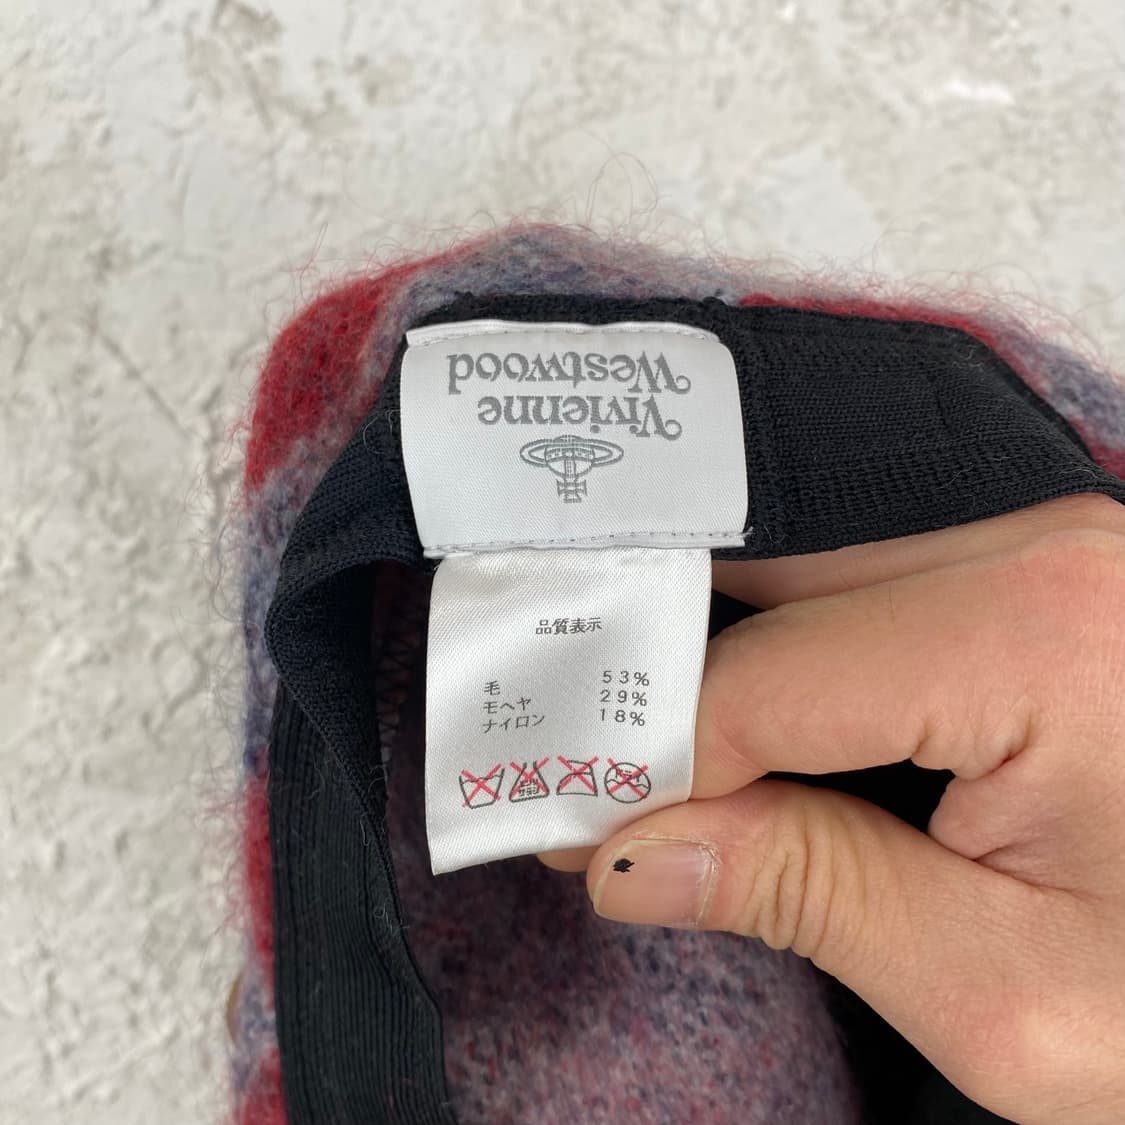 Vivienne
Westwood
品質表示
毛 53%
モヘヤ 29%
ナイロン 18%